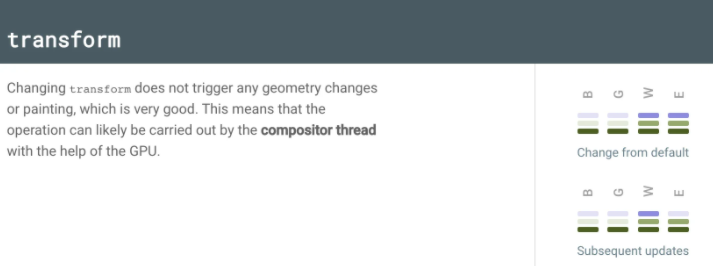 transform
Changing transform does not trigger any geometry changes
or painting, which is very good. This means that the
operation can likely be carried out by the compositor thread
with the help of the GPU.
B G W E
Change from default
B G W E
Subsequent updates